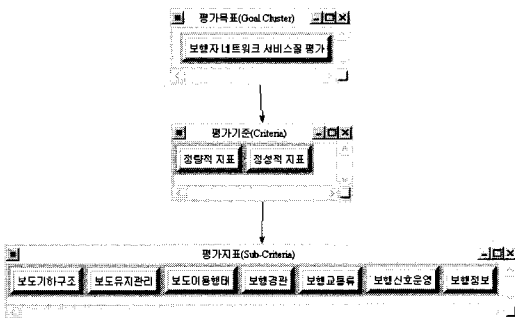 평가목표(Goal Cluster)
보행자 네트워크 서비스질 평가
평가기준(Criteria)
정량적 지표 정성적 지표
평가지표(Sub-Criteria)
보도기하구조 보도유지관리 보도이용행태 보행경관 보행교통류 보행신호운영 보행정보